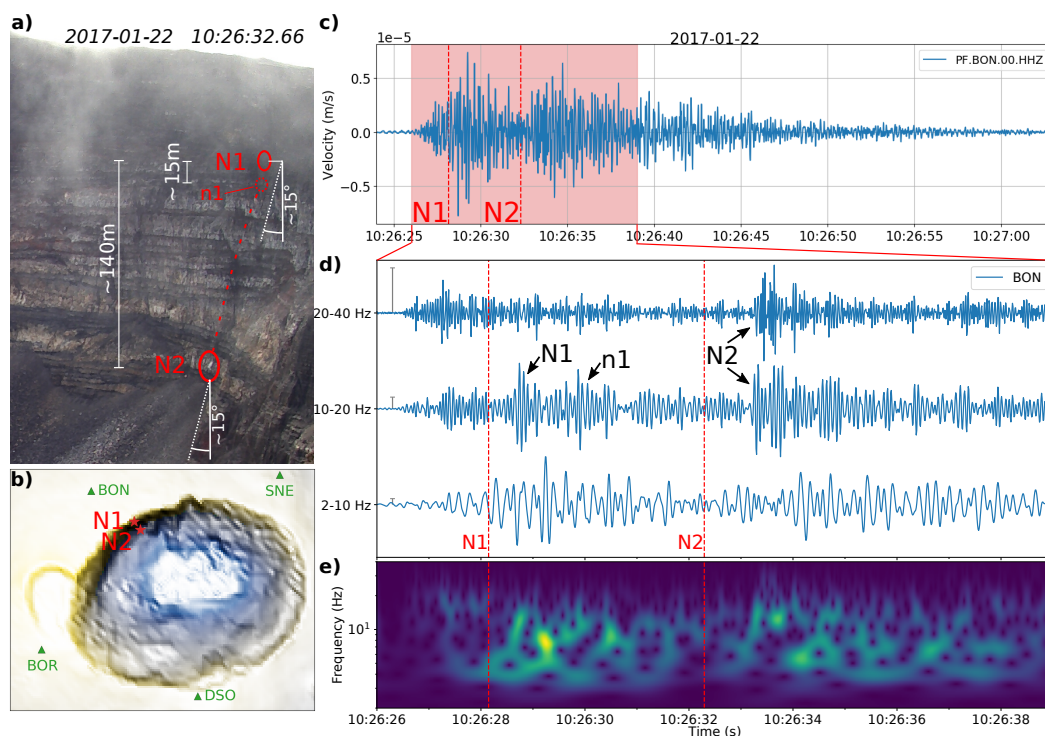 a)
2017-01-22 10:26:32.66
N1
~15m
n1
~15°
~140m
N2
~15°
b)
BON
SNE
N1
N2
BOR
DSO
c)
2017-01-22
1e−5
PF.BON.00.HHZ
Velocity (m/s)
0.5
0.0
−0.5
N1 N2
10:26:25 10:26:30 10:26:35 10:26:40 10:26:45 10:26:50 10:26:55 10:27:00
d)
BON
20-40 Hz
N1
n1
N2
10-20 Hz
2-10 Hz
N1
N2
e)
Frequency (Hz)
10¹
10:26:26 10:26:28 10:26:30 10:26:32 10:26:34 10:26:36 10:26:38
Time (s)